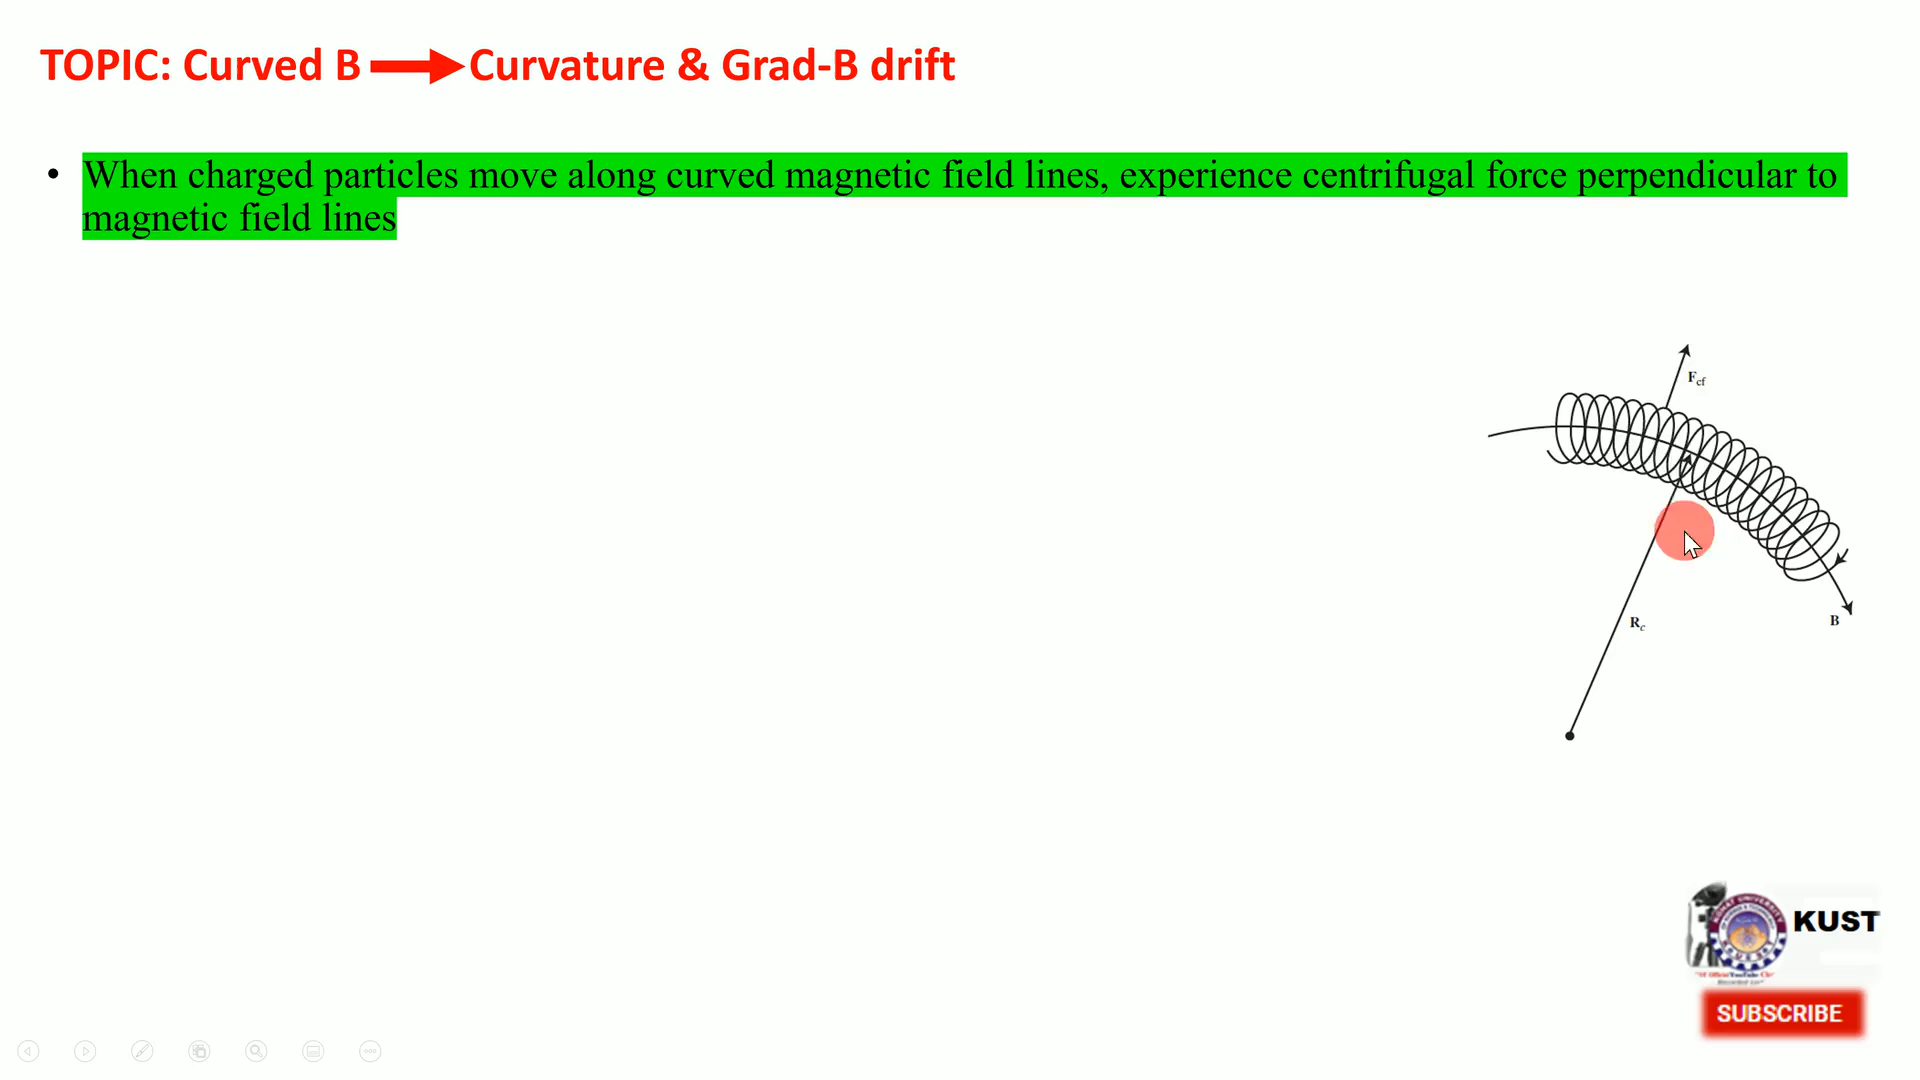 TOPIC: Curved B Curvature & Grad-B drift
• When charged particles move along curved magnetic field lines, experience centrifugal force perpendicular to
magnetic field lines
Fcf
Rc
B
KUST
SUBSCRIBE